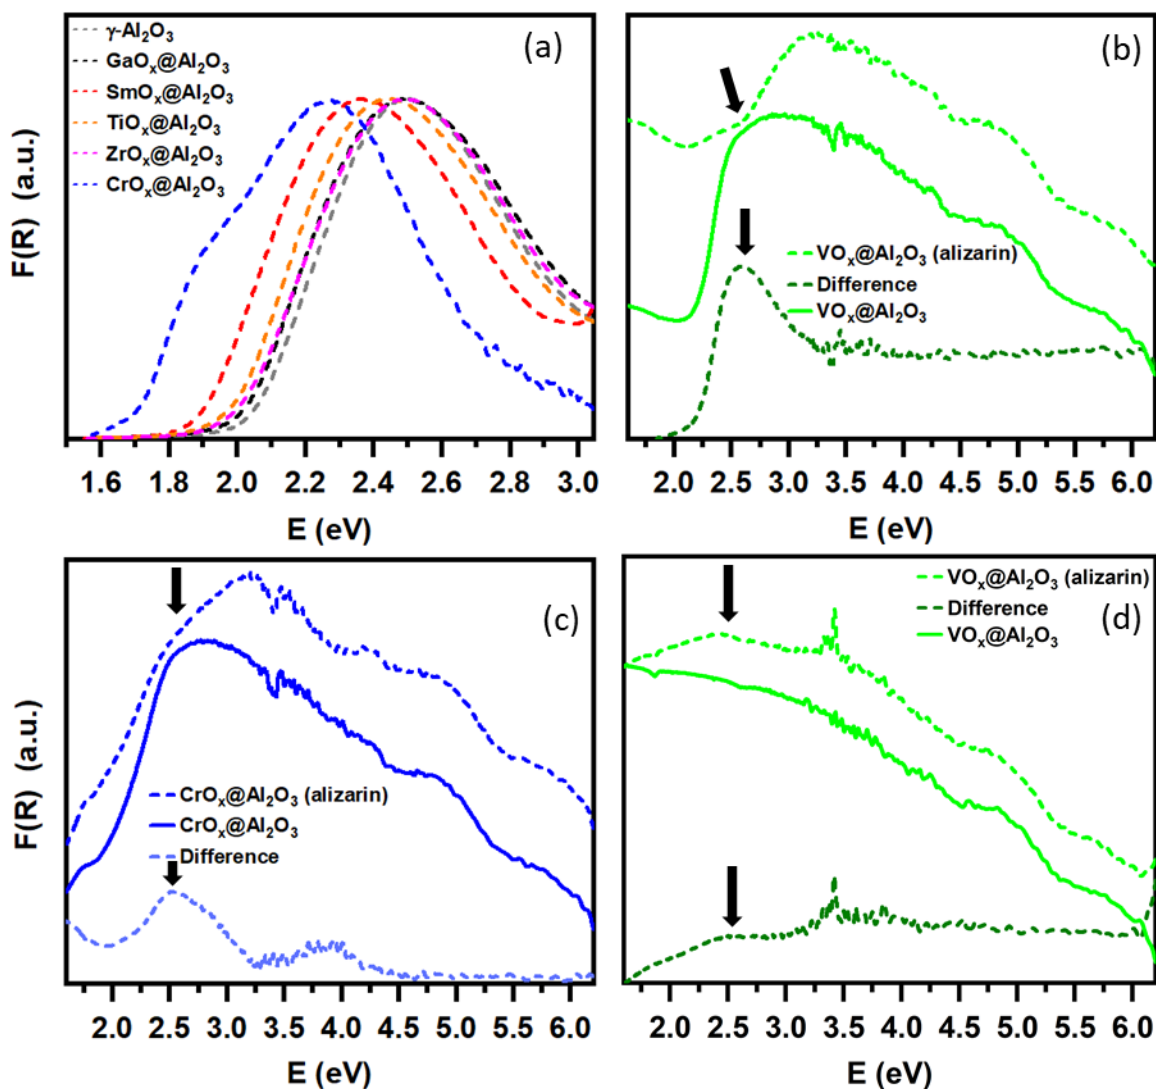 (a)
γ-Al₂O₃
GaOₓ@Al₂O₃
SmOₓ@Al₂O₃
TiOₓ@Al₂O₃
ZrOₓ@Al₂O₃
CrOₓ@Al₂O₃
F(R) (a.u.)
1.6 1.8 2.0 2.2 2.4 2.6 2.8 3.0
E (eV)
(b)
VOₓ@Al₂O₃ (alizarin)
Difference
VOₓ@Al₂O₃
2.0 2.5 3.0 3.5 4.0 4.5 5.0 5.5 6.0
E (eV)
(c)
CrOₓ@Al₂O₃ (alizarin)
CrOₓ@Al₂O₃
Difference
F(R) (a.u.)
2.0 2.5 3.0 3.5 4.0 4.5 5.0 5.5 6.0
E (eV)
VOₓ@Al₂O₃ (alizarin)
Difference
VOₓ@Al₂O₃
(d)
2.0 2.5 3.0 3.5 4.0 4.5 5.0 5.5 6.0
E (eV)